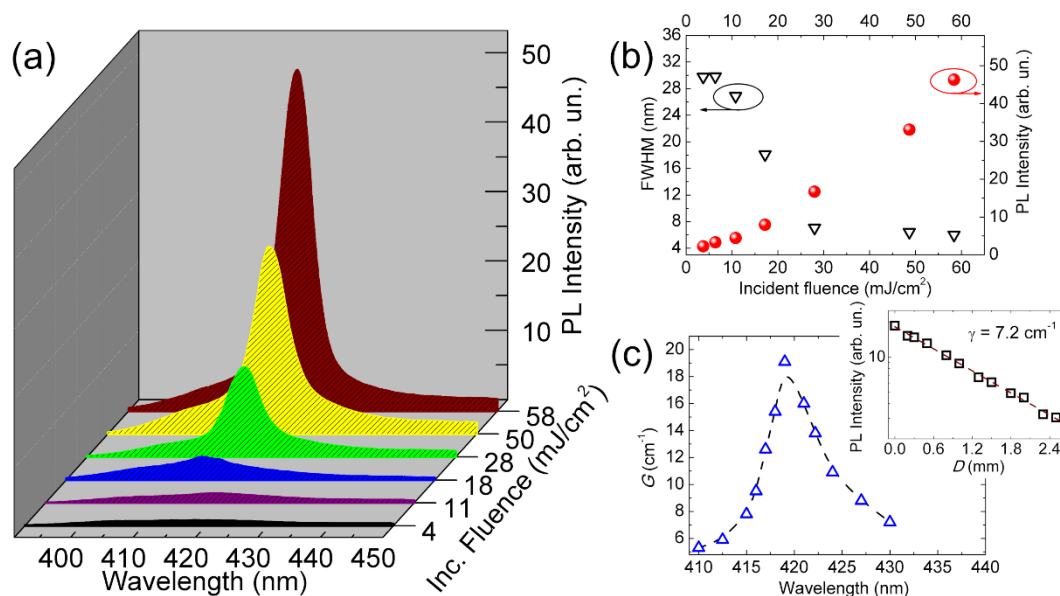 (a)
50
40
30
20
10
PL Intensity (arb. un.)
58
50
28
18
11
4
Inc. Fluence (mJ/cm²)
400 410 420 430 440 450
Wavelength (nm)
(b)
0 10 20 30 40 50 60
36
32
28
24
20
16
12
8
4
FWHM (nm)
50
40
30
20
10
0
PL Intensity (arb. un.)
0 10 20 30 40 50 60
Incident fluence (mJ/cm²)
(c)
20
18
16
14
12
10
8
6
G (cm⁻¹)
410 415 420 425 430 435 440
Wavelength (nm)
γ = 7.2 cm⁻¹
10
PL Intensity (arb. un.)
0.0 0.6 1.2 1.8 2.4
D (mm)